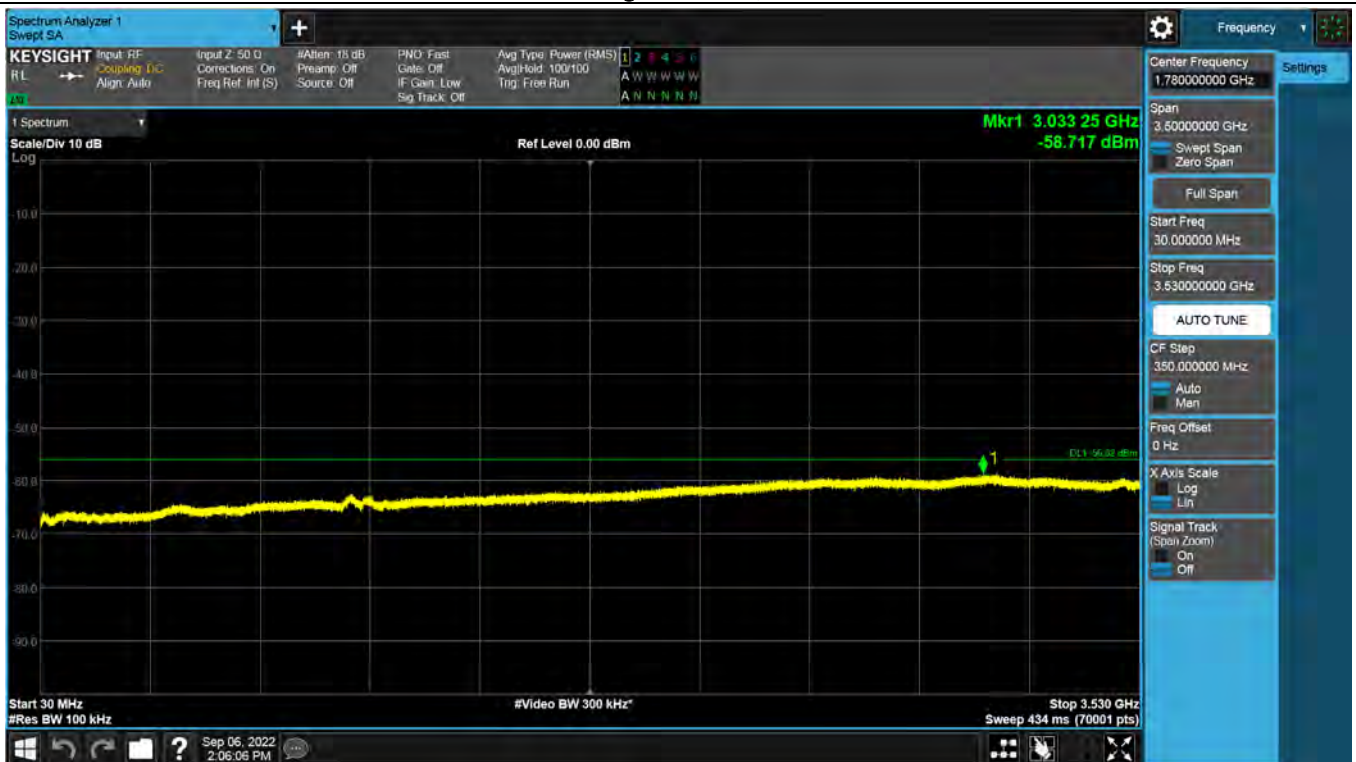 Spectrum Analyzer 1
Swept SA
Frequency
KEYSIGHT
RL
Input: RF
Coupling: DC
Align: Auto
Input Z: 50 Ω
Corrections: On
Freq Ref: Int (S)
#Atten: 18 dB
Preamp: Off
Source: Off
PNO: Fast
Gate: Off
IF Gain: Low
Sig Track: Off
Avg Type: Power (RMS)
Avg|Hold: 100/100
Trig: Free Run
1 2 3 4 5 6
A W W W W W
A N N N N N
Center Frequency
1.780000000 GHz
Settings
1 Spectrum
Scale/Div 10 dB
Log
Ref Level 0.00 dBm
Mkr1 3.033 25 GHz
-58.717 dBm
Span
3.50000000 GHz
Swept Span
Zero Span
Full Span
Start Freq
30.000000 MHz
Stop Freq
3.530000000 GHz
AUTO TUNE
CF Step
350.000000 MHz
Auto
Man
Freq Offset
0 Hz
X Axis Scale
Log
Lin
Signal Track
(Span Zoom)
On
Off
-10.0
-20.0
-30.0
-40.0
-50.0
-60.0
-70.0
-80.0
-90.0
1
Start 30 MHz
#Res BW 100 kHz
#Video BW 300 kHz*
Stop 3.530 GHz
Sweep 434 ms (70001 pts)
?
Sep 06, 2022
2:06:06 PM